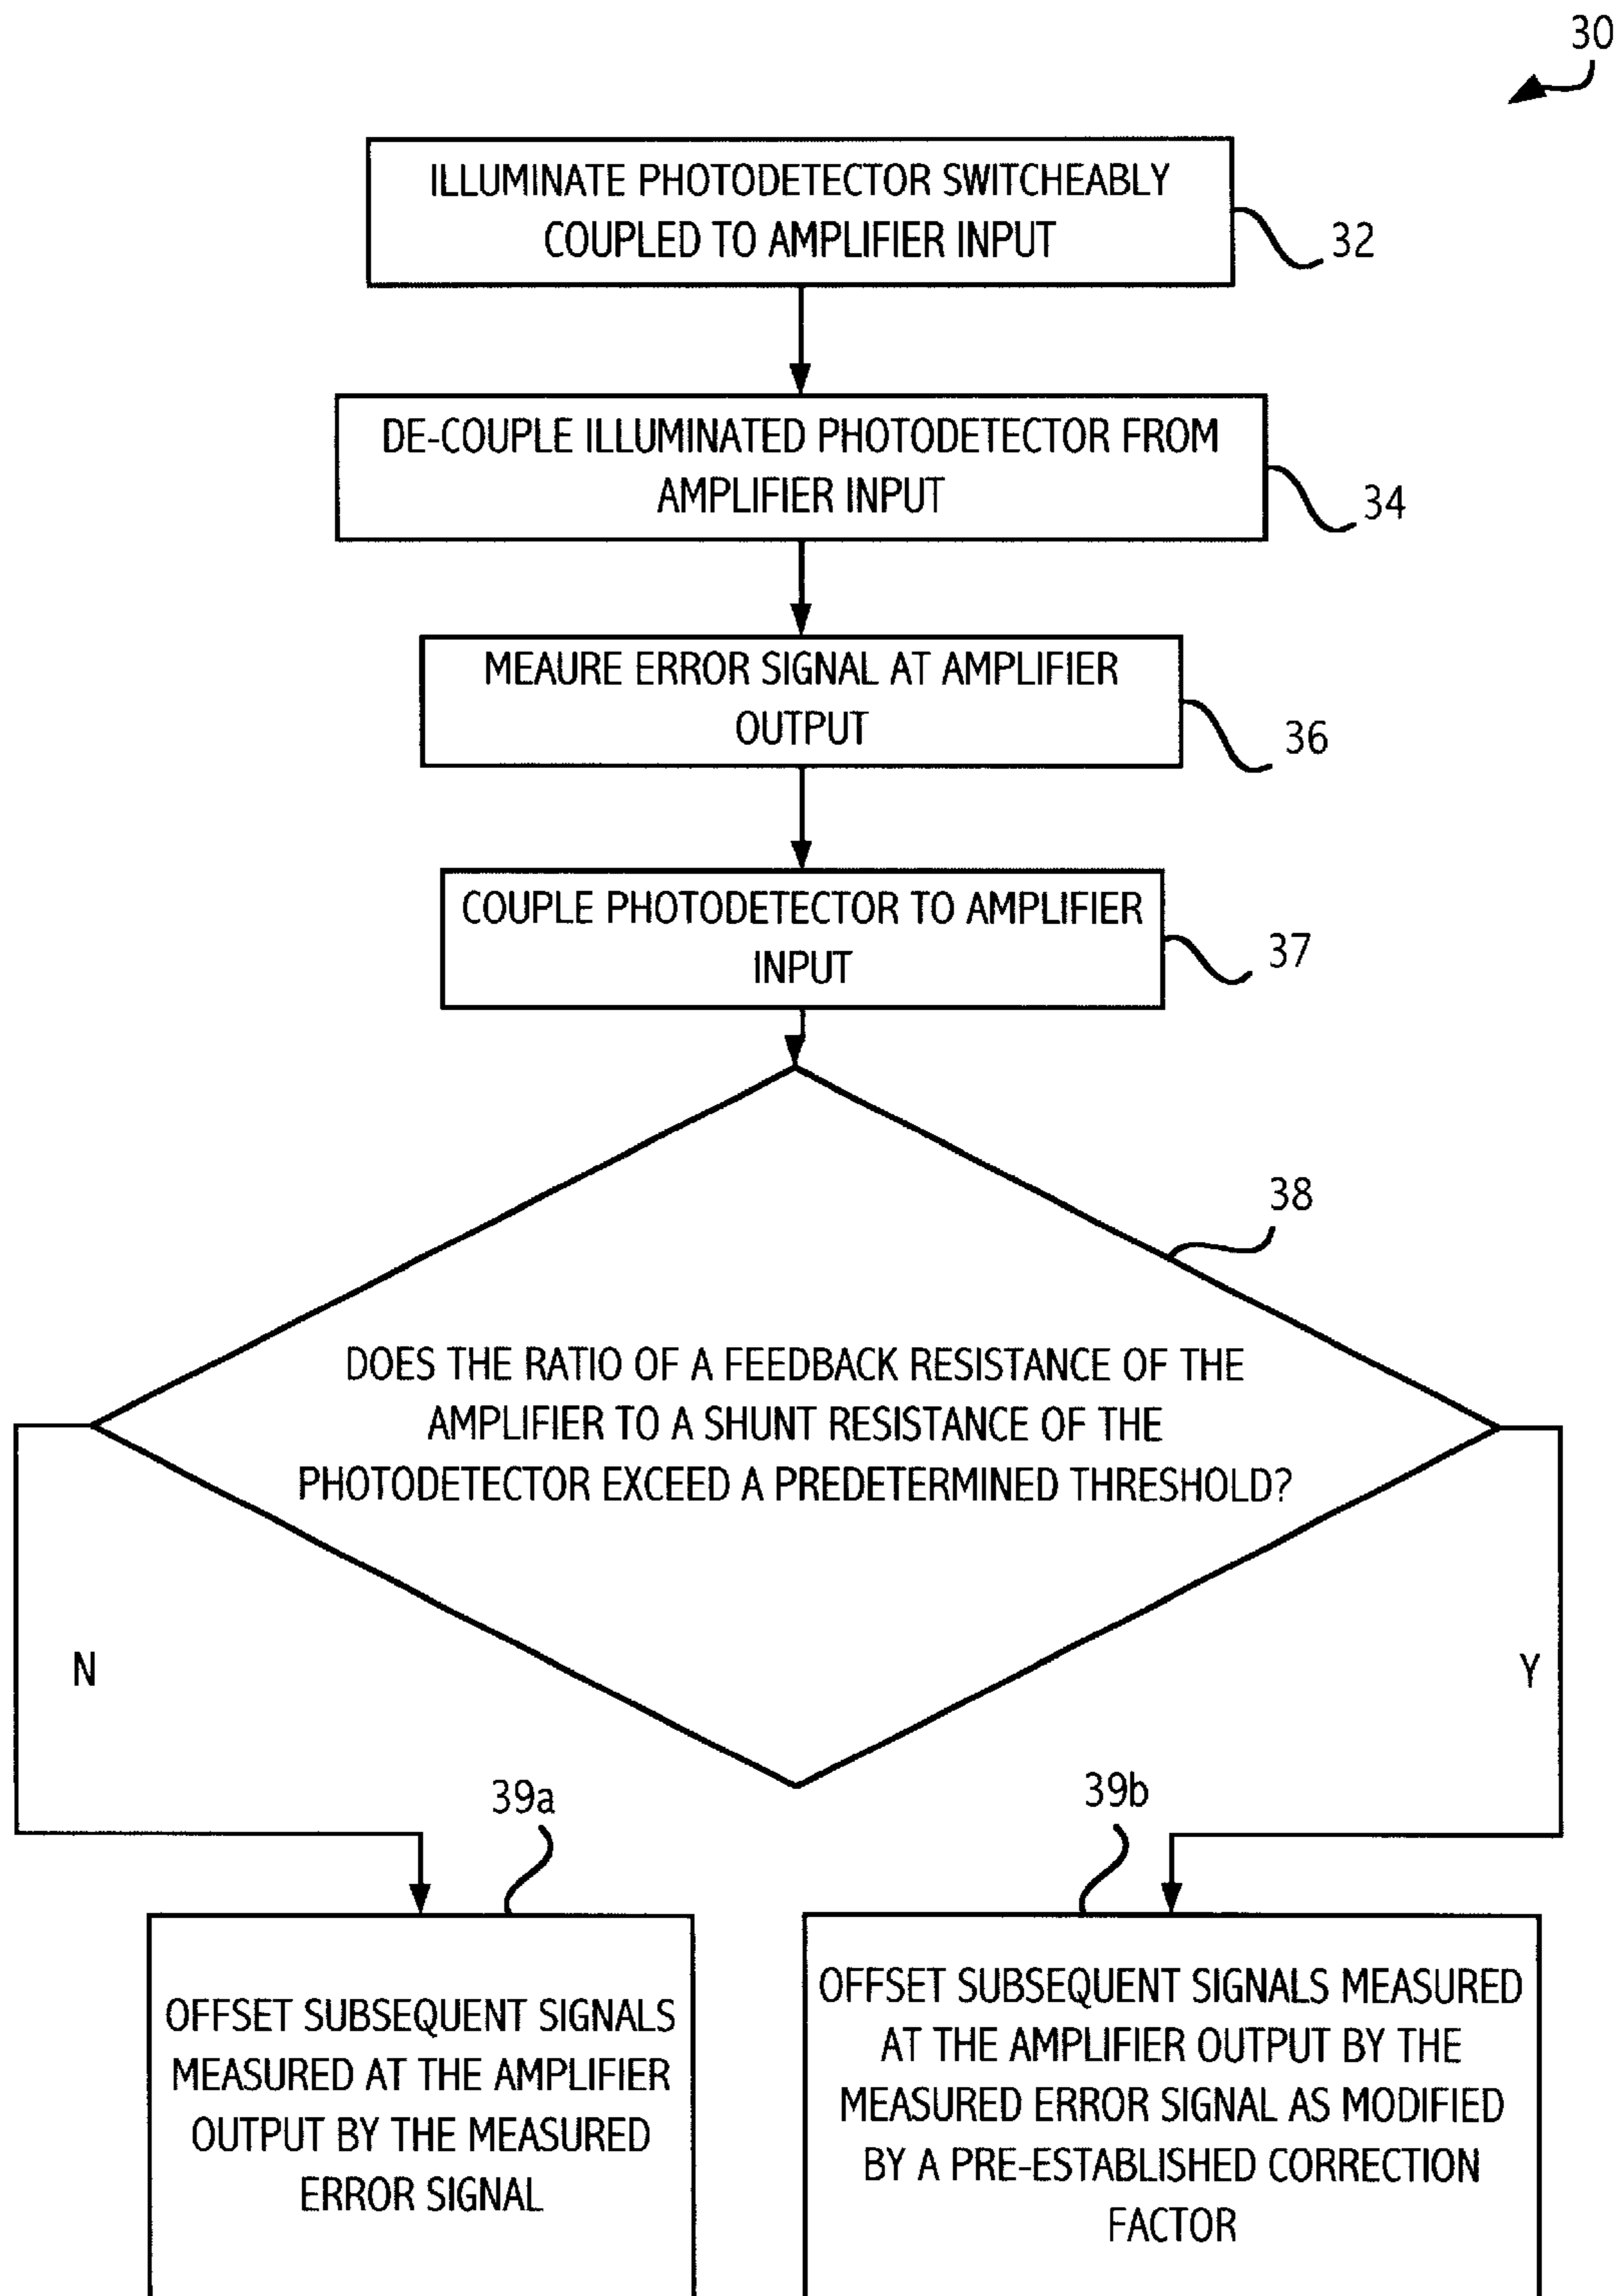 30
ILLUMINATE PHOTODETECTOR SWITCHEABLY
COUPLED TO AMPLIFIER INPUT
32
DE-COUPLE ILLUMINATED PHOTODETECTOR FROM
AMPLIFIER INPUT
34
MEAURE ERROR SIGNAL AT AMPLIFIER
OUTPUT
36
COUPLE PHOTODETECTOR TO AMPLIFIER
INPUT
37
38
DOES THE RATIO OF A FEEDBACK RESISTANCE OF THE
AMPLIFIER TO A SHUNT RESISTANCE OF THE
PHOTODETECTOR EXCEED A PREDETERMINED THRESHOLD?
N
Y
39a
39b
OFFSET SUBSEQUENT SIGNALS
MEASURED AT THE AMPLIFIER
OUTPUT BY THE MEASURED
ERROR SIGNAL
OFFSET SUBSEQUENT SIGNALS MEASURED
AT THE AMPLIFIER OUTPUT BY THE
MEASURED ERROR SIGNAL AS MODIFIED
BY A PRE-ESTABLISHED CORRECTION
FACTOR